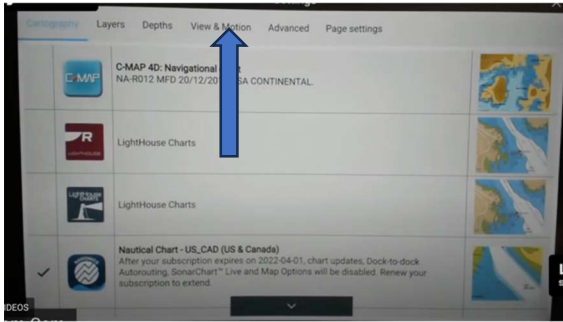 Cartography Layers Depths View & Motion Advanced Page settings
C-MAP
C-MAP 4D: Navigational
NA-R012 MFD 20/12/20 SA CONTINENTAL.
R
LIGHTHOUSE
LightHouse Charts
LightHouse
CHARTS
LightHouse Charts
Nautical Chart - US_CAD (US & Canada)
After your subscription expires on 2022-04-01, chart updates, Dock-to-dock
Autorouting, SonarChart™ Live and Map Options will be disabled. Renew your
subscription to extend.
IDEOS